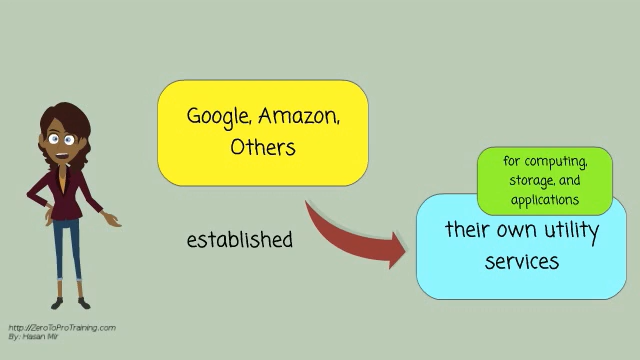 Google, Amazon,
Others
established
for computing,
storage, and
applications
their own utility
services
http://ZeroToProTraining.com
By: Hasan Mir